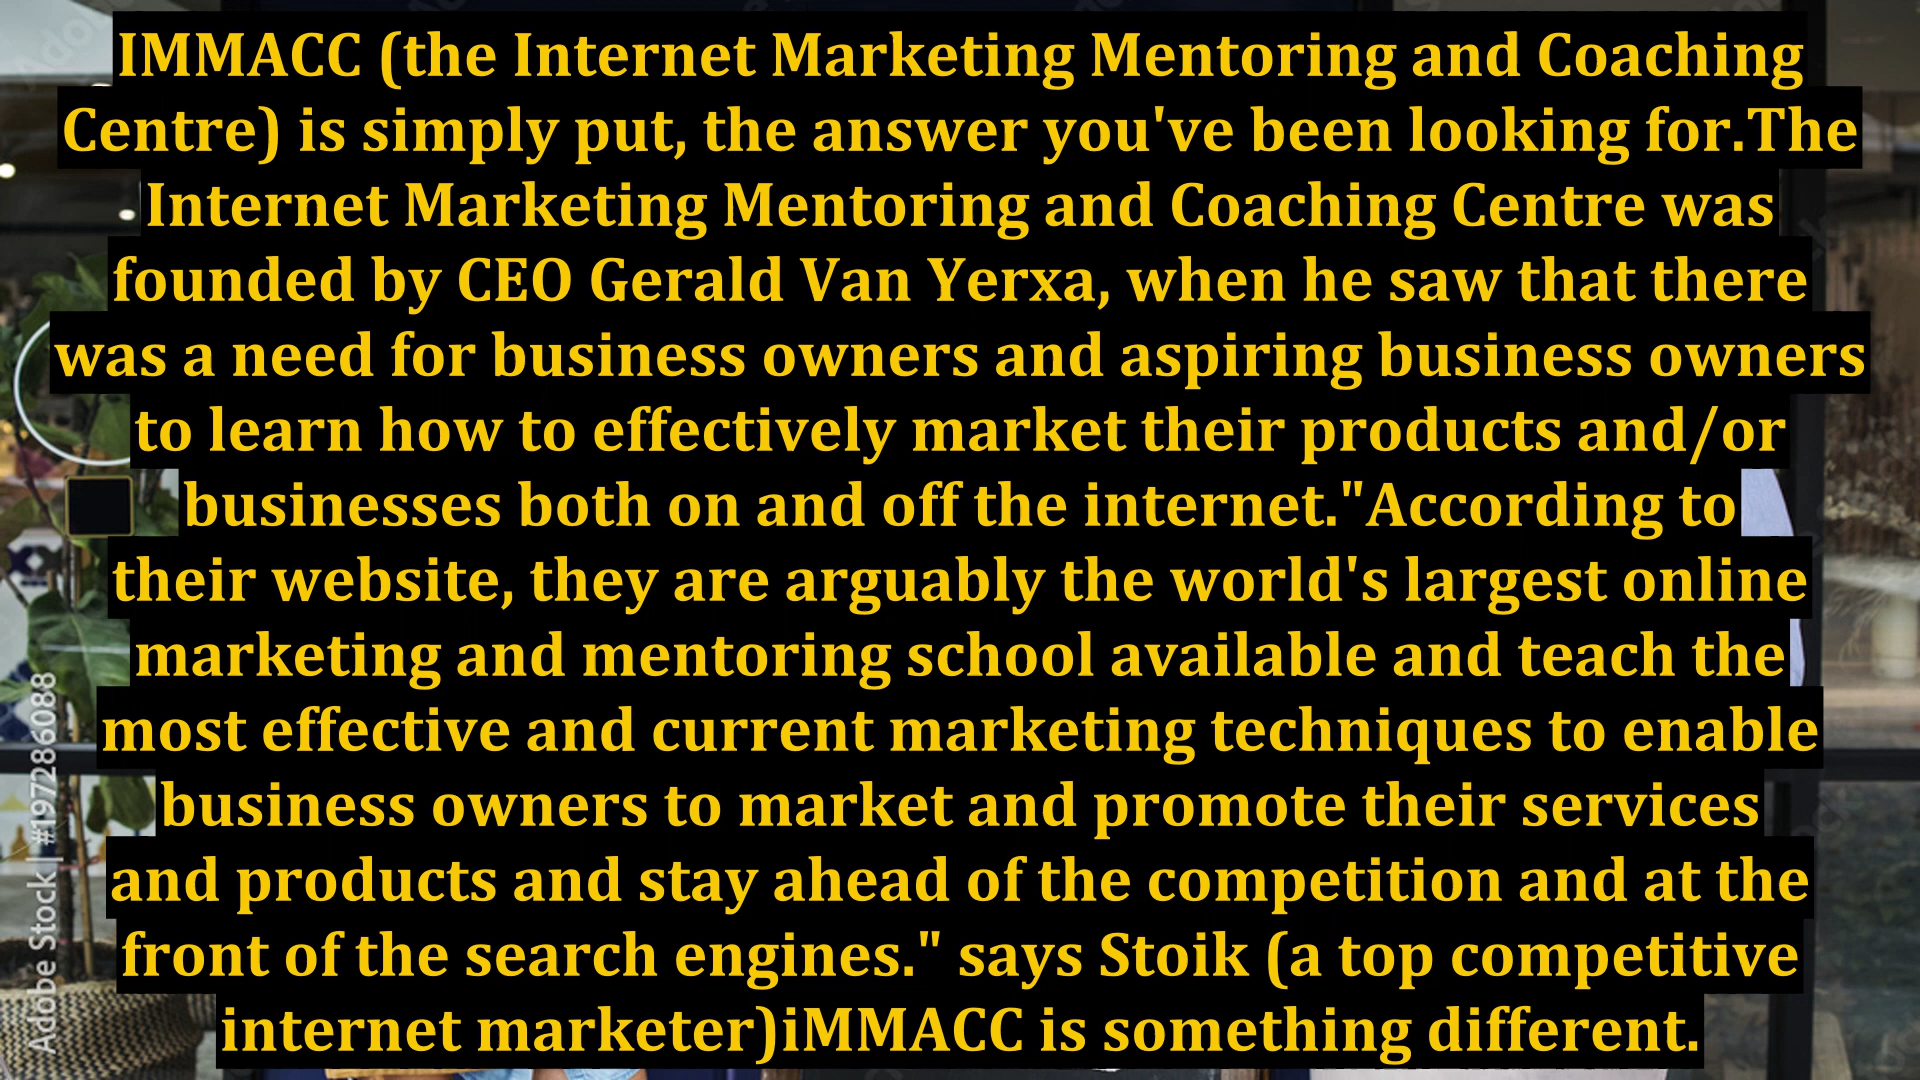 IMMACC (the Internet Marketing Mentoring and Coaching
Centre) is simply put, the answer you've been looking for.The
Internet Marketing Mentoring and Coaching Centre was
founded by CEO Gerald Van Yerxa, when he saw that there
was a need for business owners and aspiring business owners
to learn how to effectively market their products and/or
businesses both on and off the internet."According to
their website, they are arguably the world's largest online
marketing and mentoring school available and teach the
most effective and current marketing techniques to enable
business owners to market and promote their services
and products and stay ahead of the competition and at the
front of the search engines." says Stoik (a top competitive
internet marketer)iMMACC is something different.
Adobe Stock | #197286088